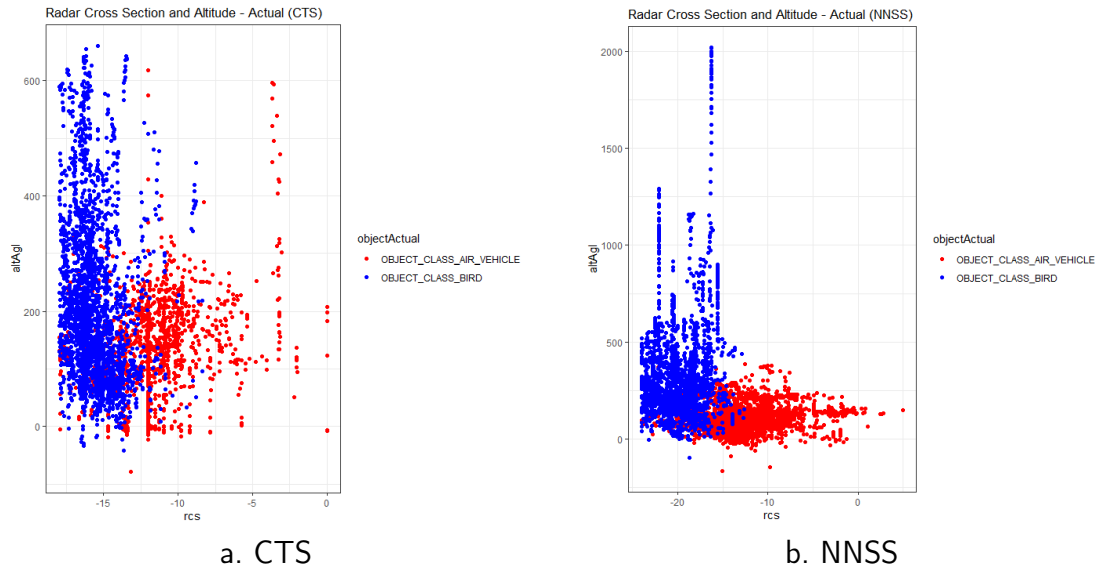 Radar Cross Section and Altitude - Actual (CTS)
600
400
200
0
altAgl
-15
-10
-5
0
rcs
objectActual
OBJECT_CLASS_AIR_VEHICLE
OBJECT_CLASS_BIRD
a. CTS
Radar Cross Section and Altitude - Actual (NNSS)
2000
1500
1000
500
0
altAgl
-20
-10
0
rcs
objectActual
OBJECT_CLASS_AIR_VEHICLE
OBJECT_CLASS_BIRD
b. NNSS